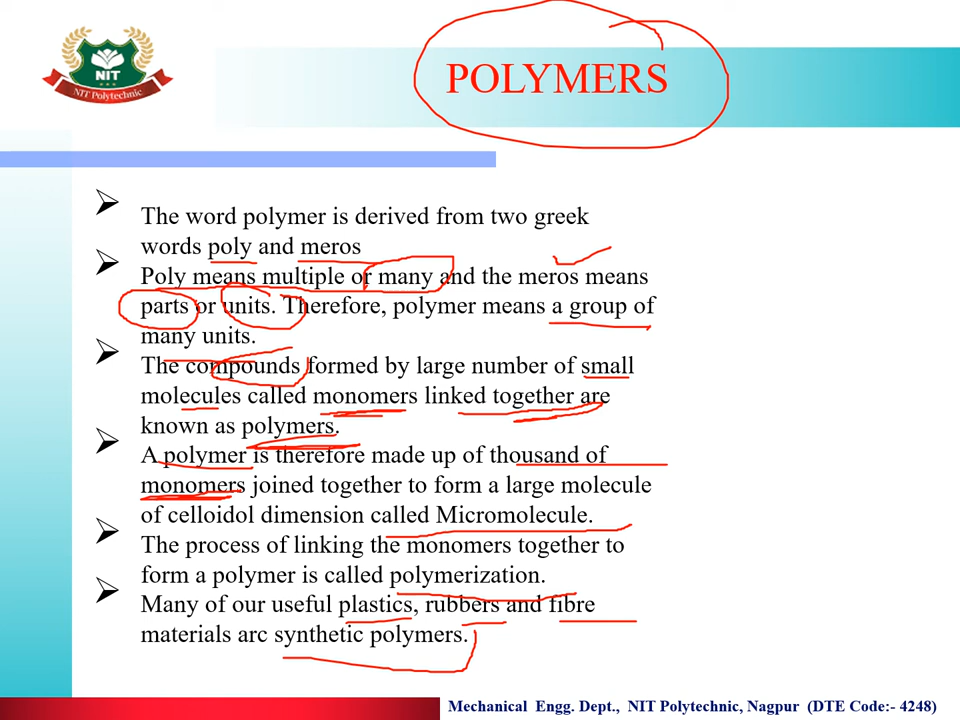 NIT
NIT Polytechnic
POLYMERS
The word polymer is derived from two greek
words poly and meros
Poly means multiple or many and the meros means
parts or units. Therefore, polymer means a group of
many units.
The compounds formed by large number of small
molecules called monomers linked together are
known as polymers.
A polymer is therefore made up of thousand of
monomers joined together to form a large molecule
of celloidol dimension called Micromolecule.
The process of linking the monomers together to
form a polymer is called polymerization.
Many of our useful plastics, rubbers and fibre
materials arc synthetic polymers.
Mechanical Engg. Dept., NIT Polytechnic, Nagpur (DTE Code:- 4248)